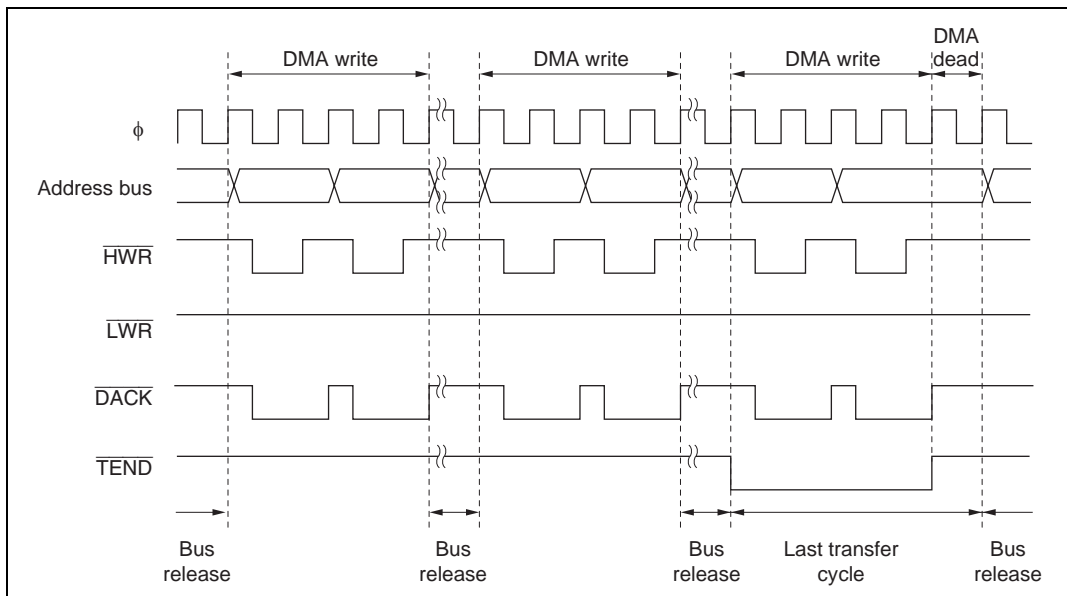 DMA
dead
DMA write
DMA write
DMA write
ϕ
Address bus
HWR
LWR
DACK
TEND
Bus
release
Bus
release
Bus
release
Last transfer
cycle
Bus
release